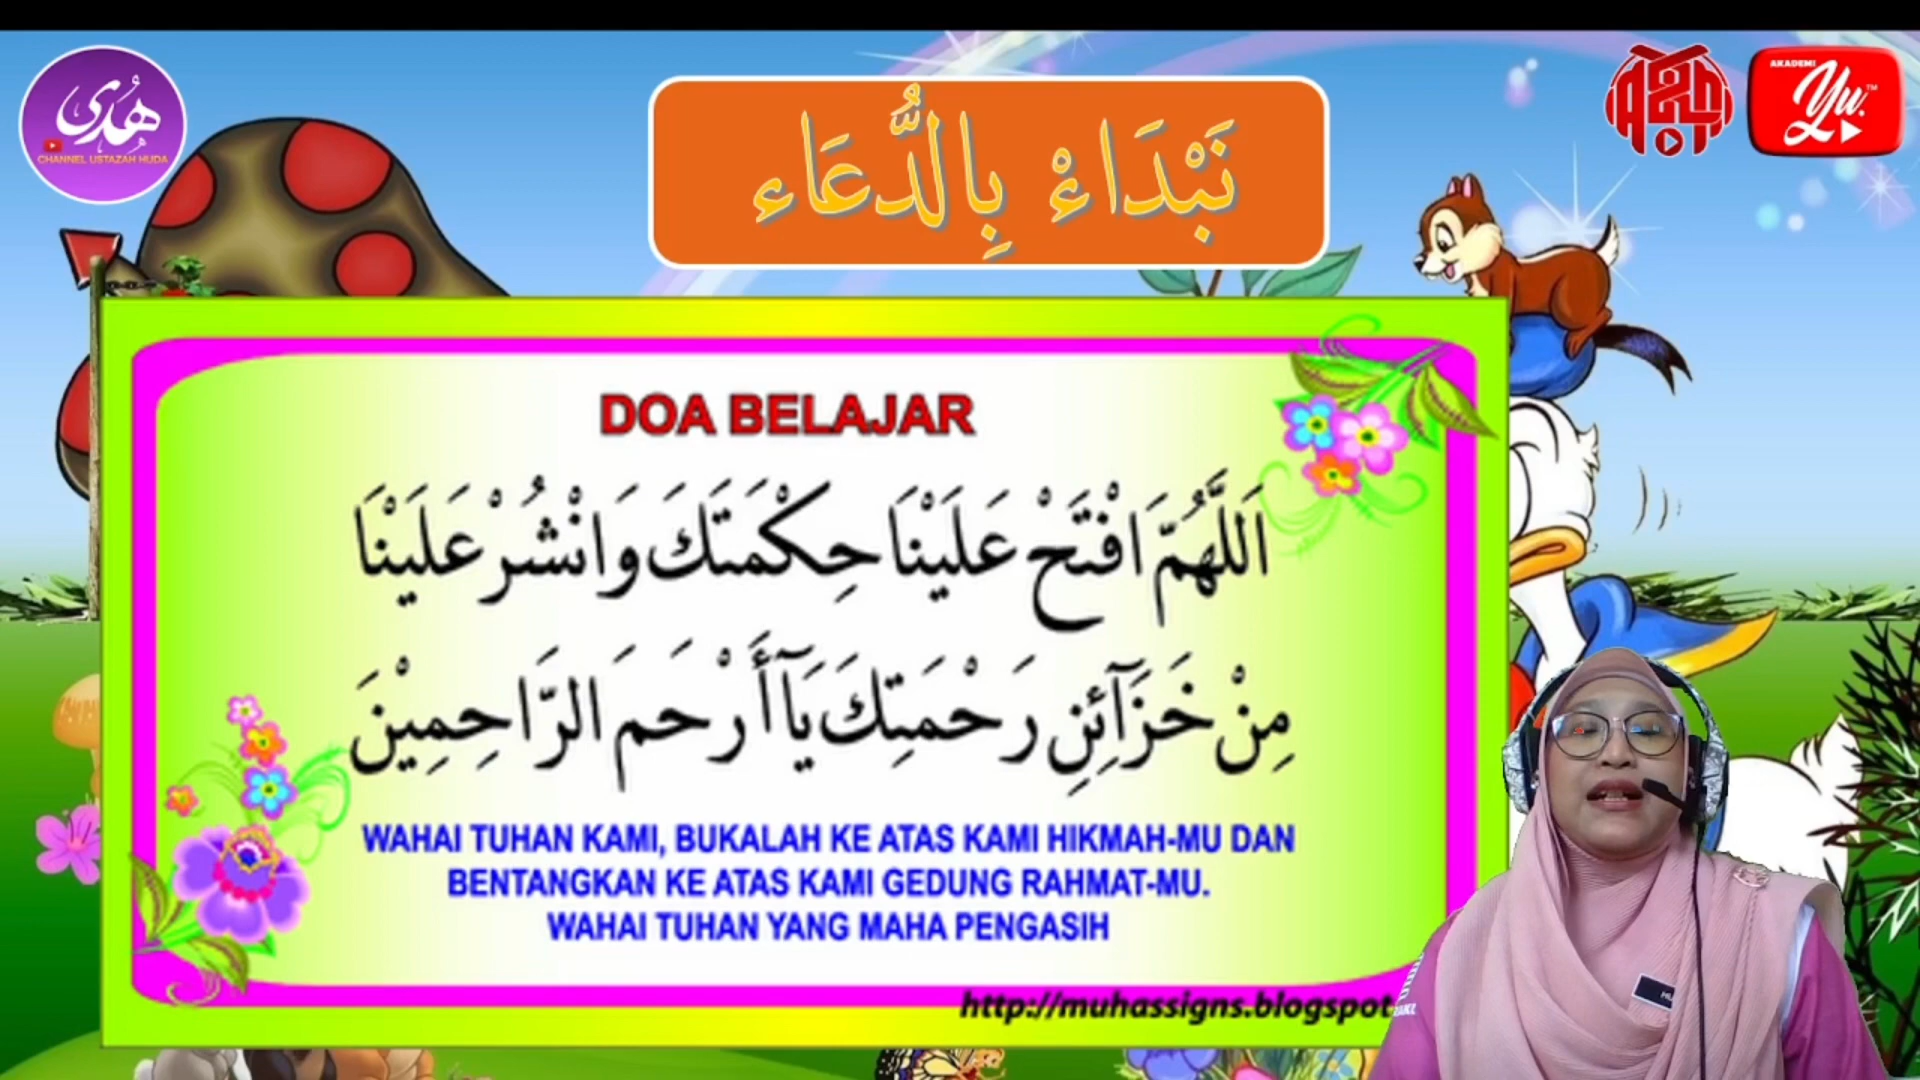 هُدَى
CHANNEL USTAZAH HUDA
نَبْدَاءْ بِالدُّعَاء
AKADEMI
Yu.
DOA BELAJAR
اَللَّهُمَّ افْتَحْ عَلَيْنَا حِكْمَتَكَ وَانْشُرْ عَلَيْنَا
مِنْ خَزَآئِنِ رَحْمَتِكَ يَآ أَرْحَمَ الرَّاحِمِيْنَ
WAHAI TUHAN KAMI, BUKALAH KE ATAS KAMI HIKMAH-MU DAN
BENTANGKAN KE ATAS KAMI GEDUNG RAHMAT-MU.
WAHAI TUHAN YANG MAHA PENGASIH
http://muhassigns.blogspot